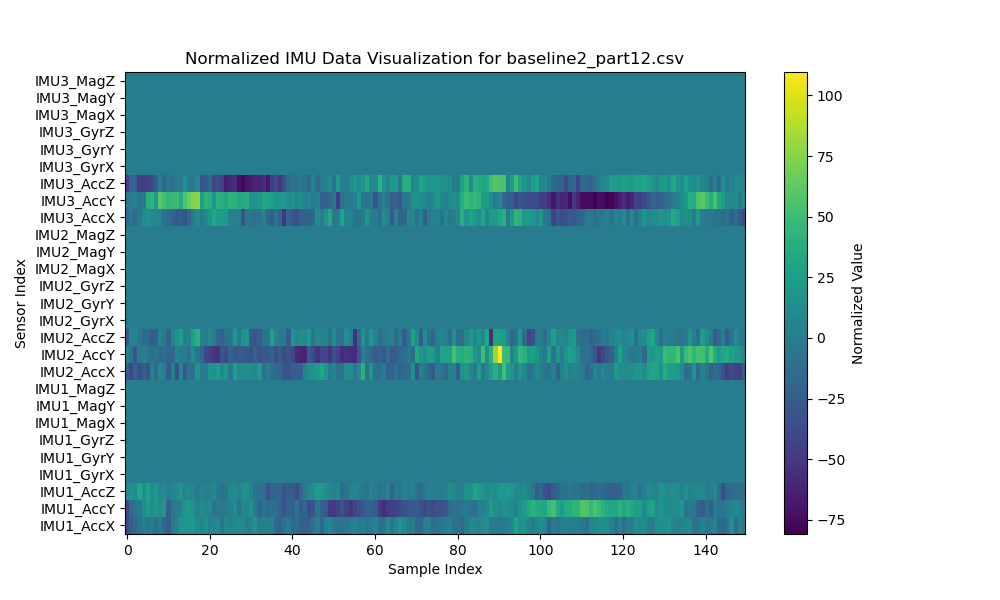 Normalized IMU Data Visualization for baseline2_part12.csv
IMU3_MagZ
IMU3_MagY
IMU3_MagX
IMU3_GyrZ
IMU3_GyrY
IMU3_GyrX
IMU3_AccZ
IMU3_AccY
IMU3_AccX
IMU2_MagZ
IMU2_MagY
IMU2_MagX
IMU2_GyrZ
IMU2_GyrY
IMU2_GyrX
IMU2_AccZ
IMU2_AccY
IMU2_AccX
IMU1_MagZ
IMU1_MagY
IMU1_MagX
IMU1_GyrZ
IMU1_GyrY
IMU1_GyrX
IMU1_AccZ
IMU1_AccY
IMU1_AccX
Sensor Index
0 20 40 60 80 100 120 140
Sample Index
100
75
50
25
0
−25
−50
−75
Normalized Value